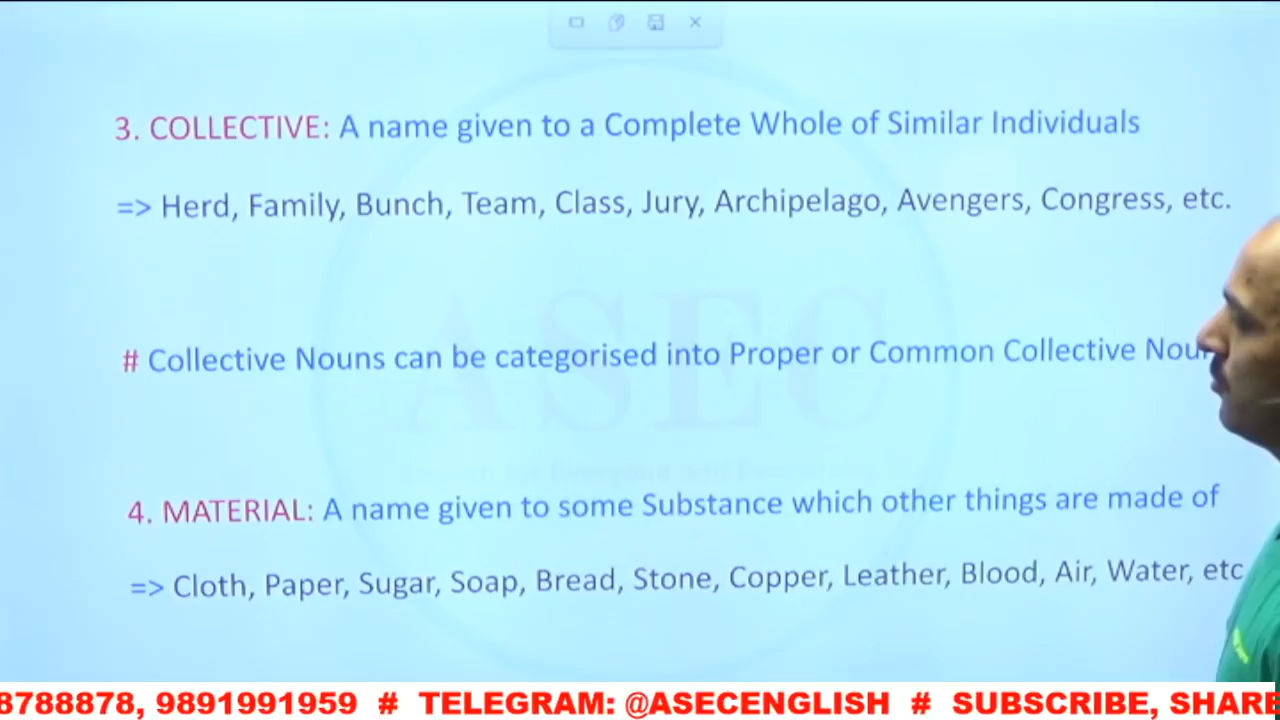 3. COLLECTIVE: A name given to a Complete Whole of Similar Individuals
=> Herd, Family, Bunch, Team, Class, Jury, Archipelago, Avengers, Congress, etc.
ASEC
# Collective Nouns can be categorised into Proper or Common Collective
4. MATERIAL: A name given to some Substance which other things are made of
=> Cloth, Paper, Sugar, Soap, Bread, Stone, Copper, Leather, Blood, Air, Water, etc
8788878, 9891991959 # TELEGRAM: @ASECENGLISH # SUBSCRIBE, SHARE